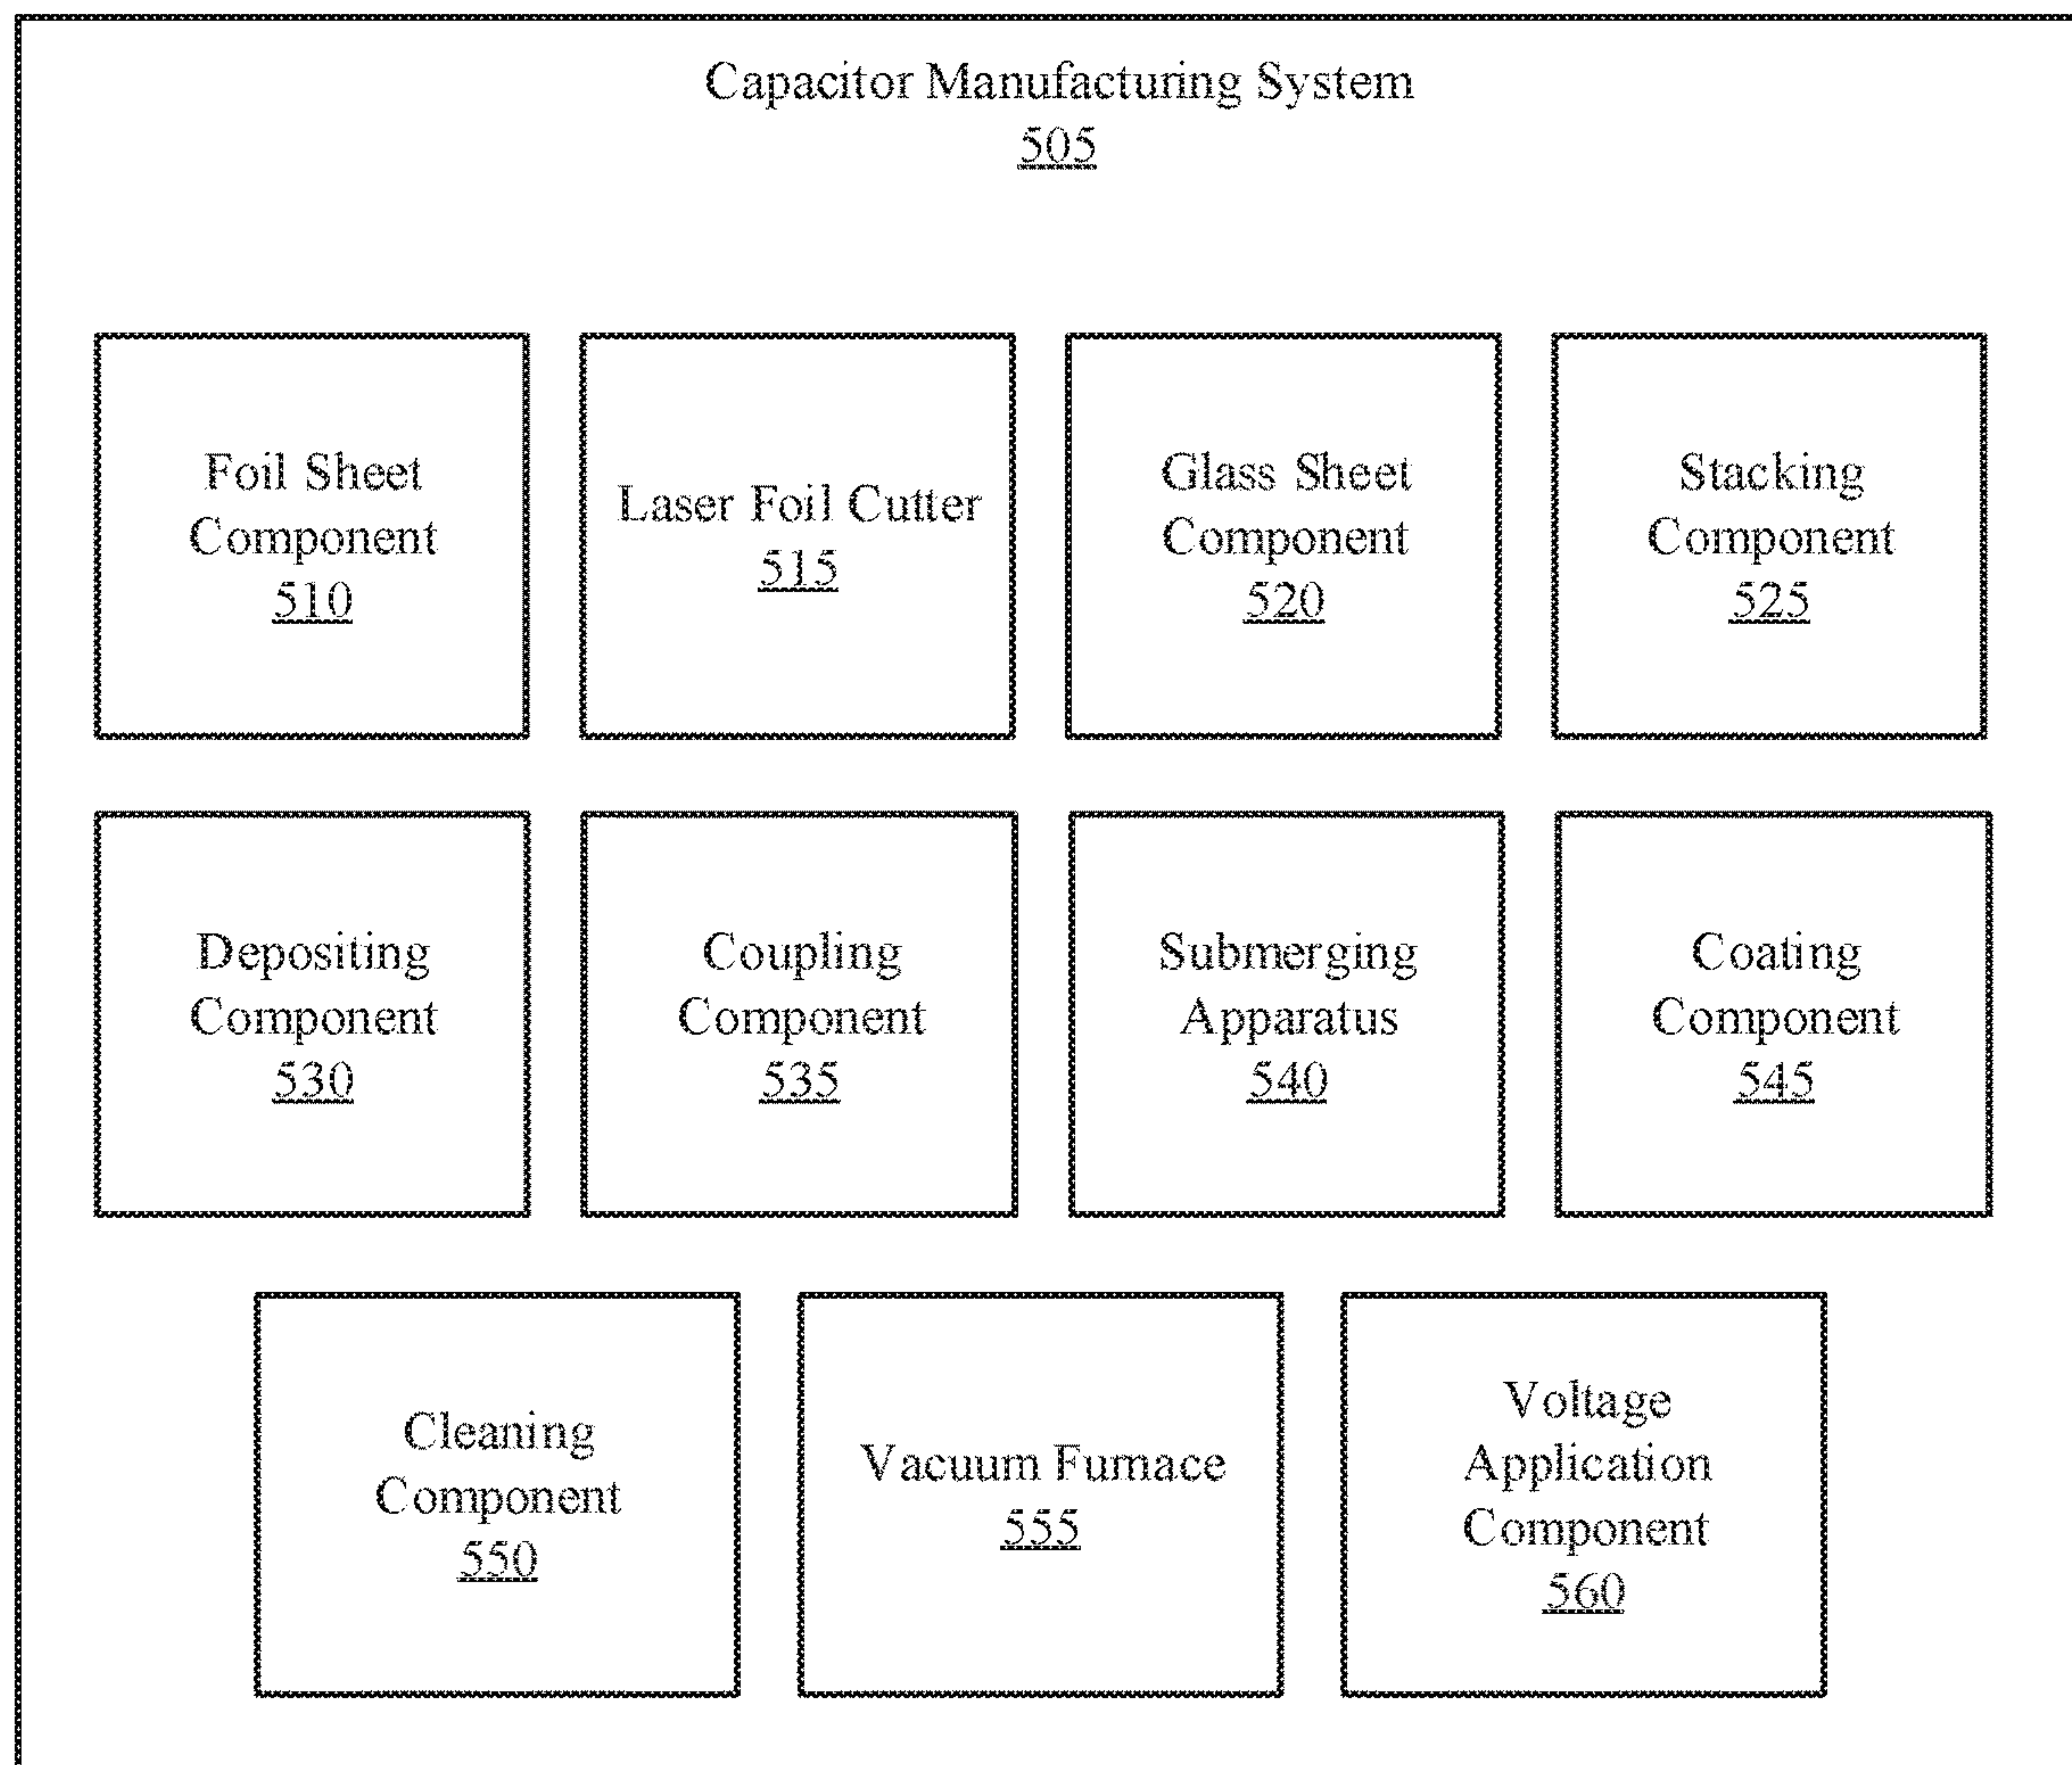 Capacitor Manufacturing System
505
Foil Sheet
Component
510
Laser Foil Cutter
515
Glass Sheet
Component
520
Stacking
Component
525
Depositing
Component
530
Coupling
Component
535
Submerging
Apparatus
540
Coating
Component
545
Cleaning
Component
550
Vacuum Furnace
555
Voltage
Application
Component
560